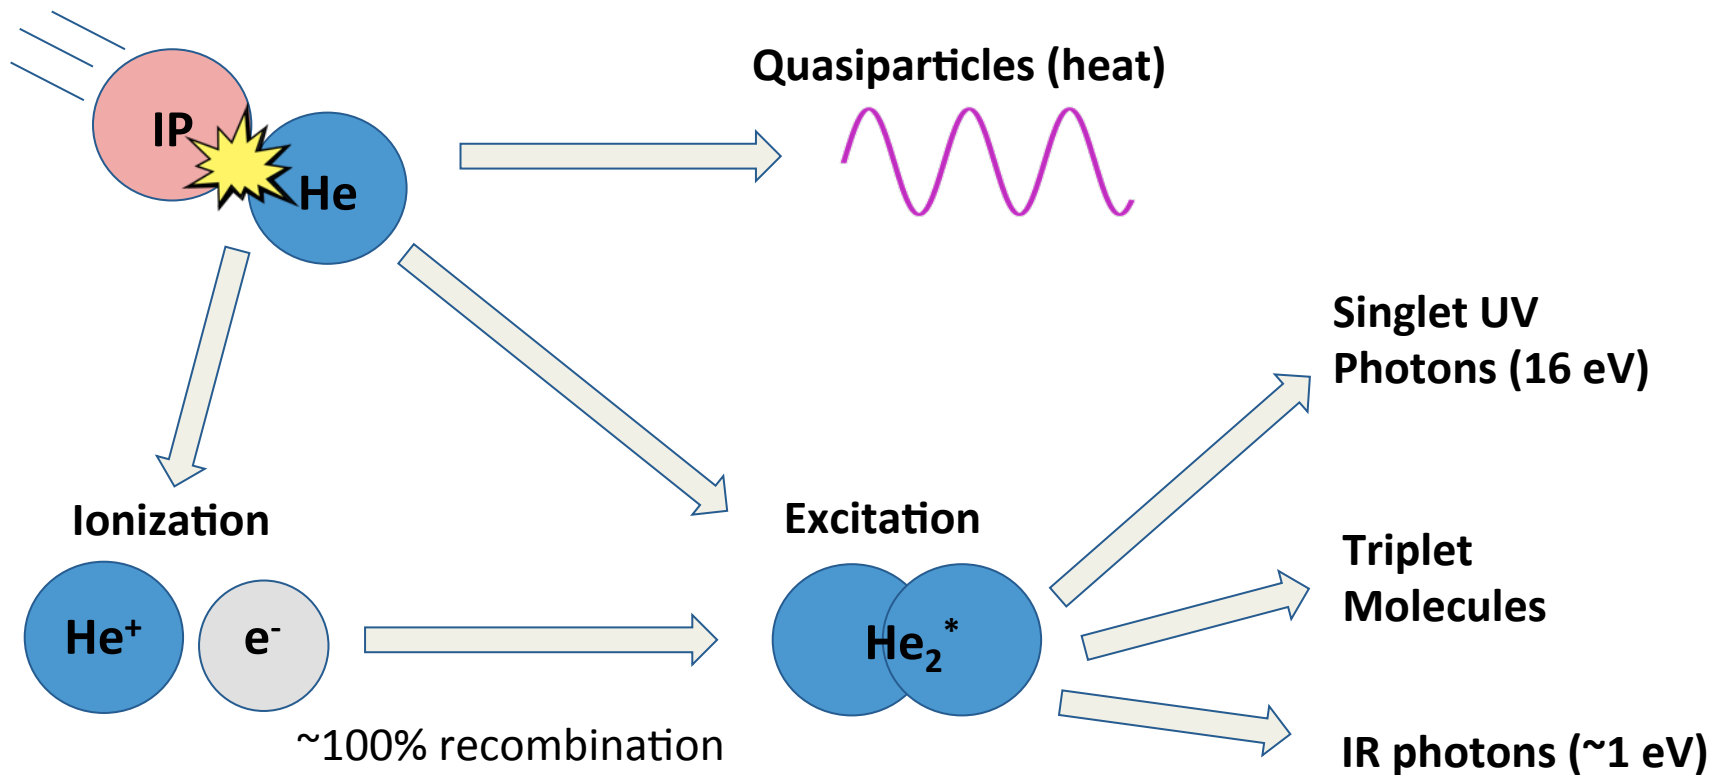 IP
He
Quasiparticles (heat)
Singlet UV
Photons (16 eV)
Ionization
Excitation
Triplet
Molecules
He⁺
e⁻
He₂*
~100% recombination
IR photons (~1 eV)